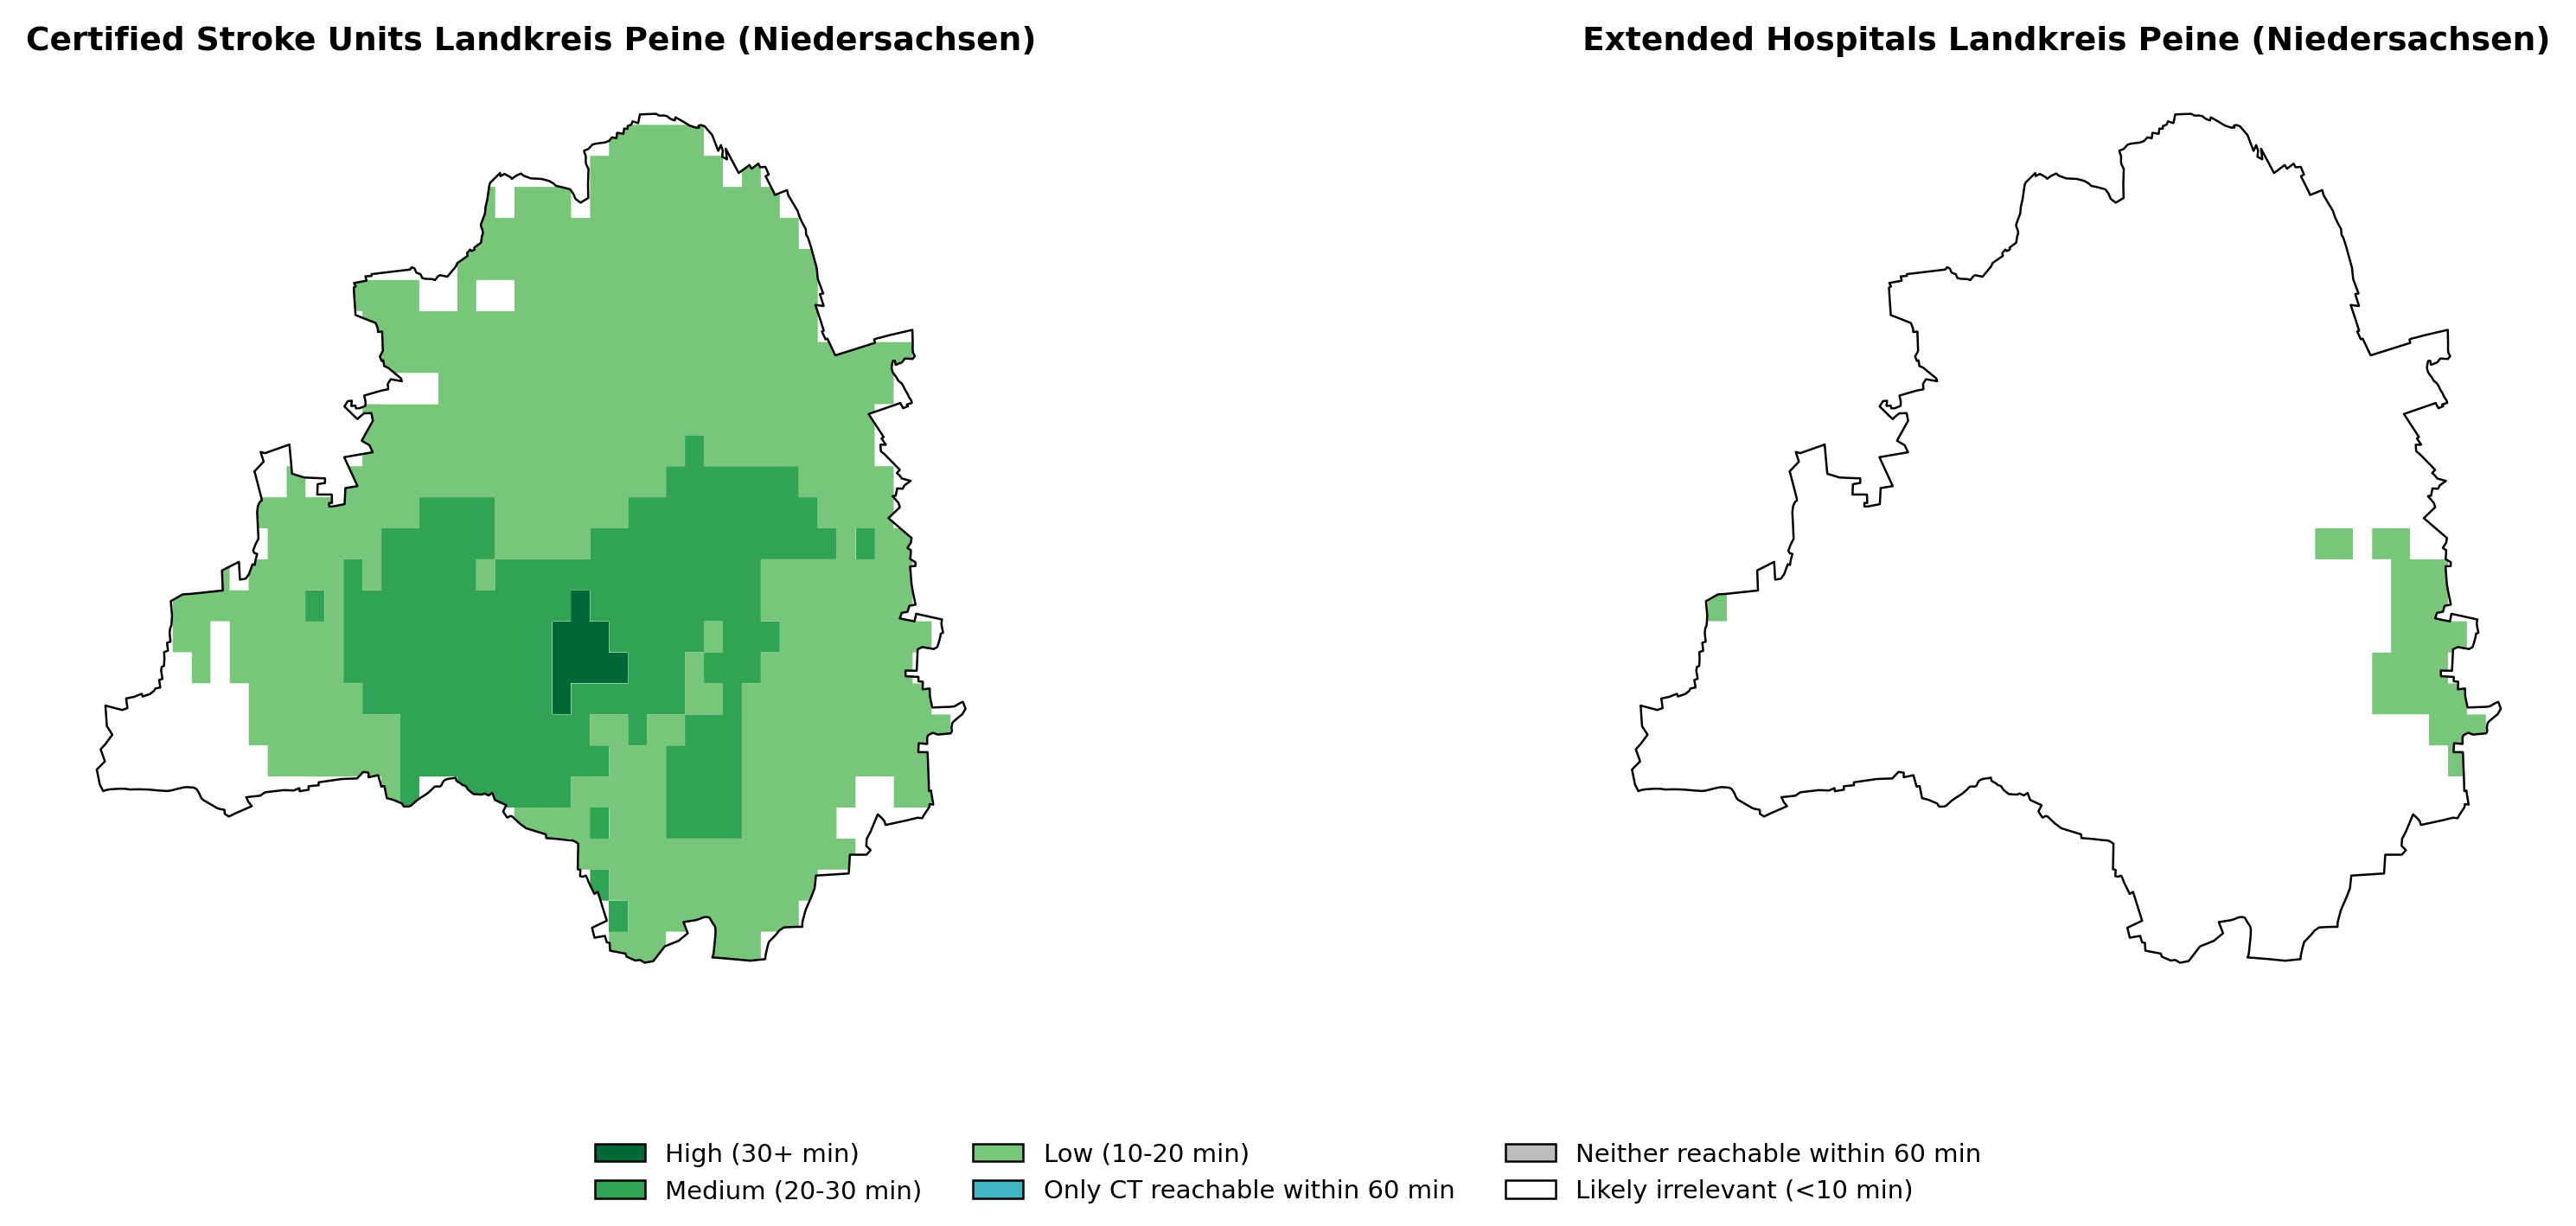 Certified Stroke Units Landkreis Peine (Niedersachsen)
Extended Hospitals Landkreis Peine (Niedersachsen)
High (30+ min)
Medium (20-30 min)
Low (10-20 min)
Only CT reachable within 60 min
Neither reachable within 60 min
Likely irrelevant (<10 min)